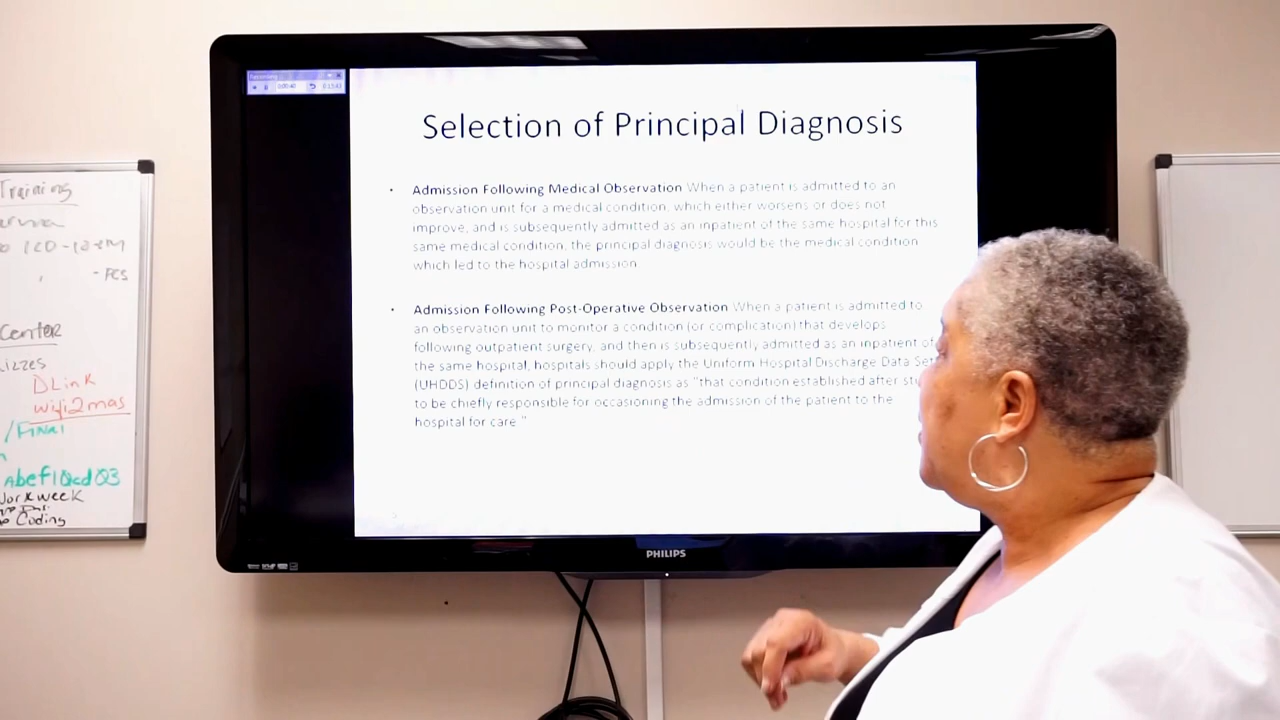 Selection of Principal Diagnosis
• Admission Following Medical Observation When a patient is admitted to an
observation unit for a medical condition, which either worsens or does not
improve, and is subsequently admitted as an inpatient of the same hospital for this
same medical condition, the principal diagnosis would be the medical condition
which led to the hospital admission
• Admission Following Post-Operative Observation When a patient is admitted to
an observation unit to monitor a condition (or complication) that develops
following outpatient surgery, and then is subsequently admitted as an inpatient of
the same hospital, hospitals should apply the Uniform Hospital Discharge Data Set
(UHDDS) definition of principal diagnosis as "that condition established after
to be chiefly responsible for occasioning the admission of the patient to the
hospital for care "
PHILIPS
Recording
Training
ICD-10-CM
- PCS
Center
DLink
wifi2mas
/Final
Abef1Qcd03
Workweek
Coding